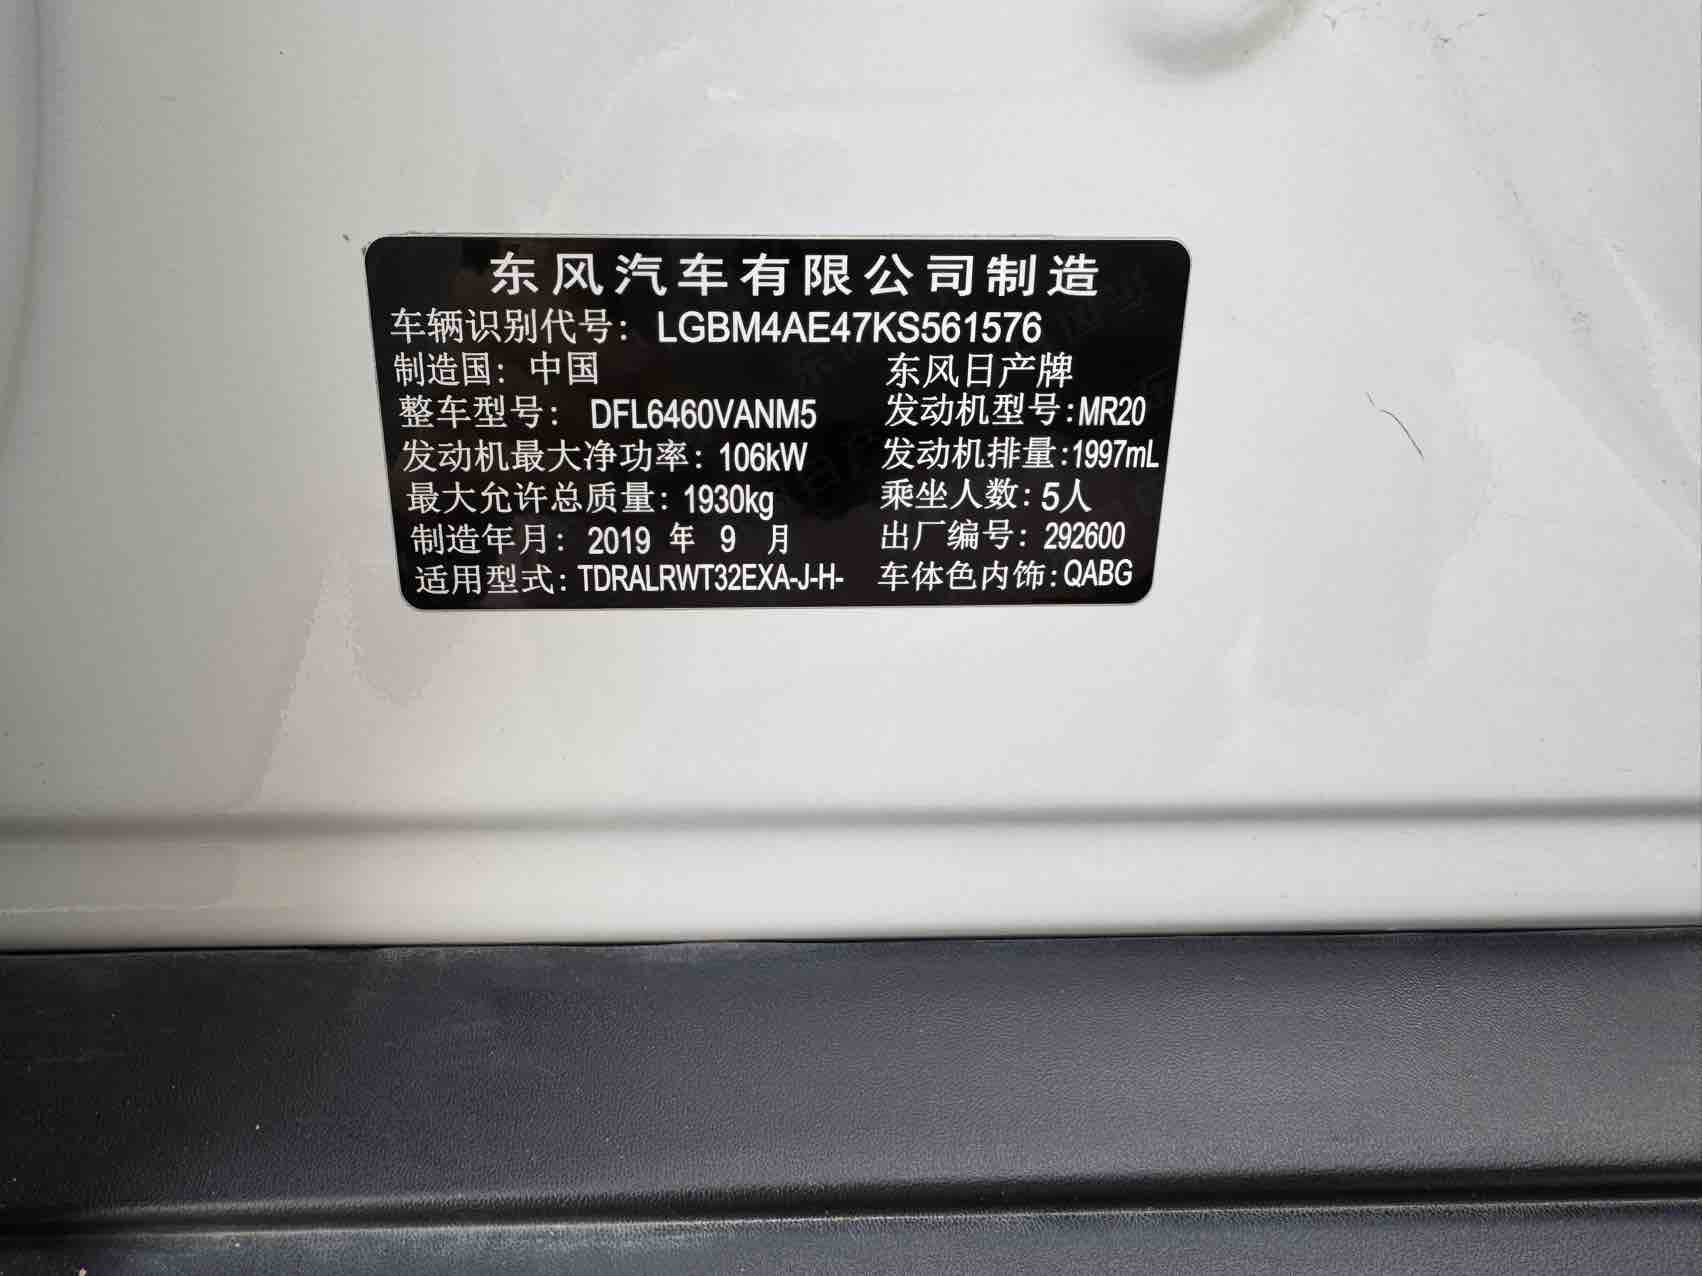 东风汽车有限公司制造
车辆识别代号: LGBM4AE47KS561576
制造国: 中国 东风日产牌
整车型号: DFL6460VANM5 发动机型号:MR20
发动机最大净功率: 106kW 发动机排量:1997mL
最大允许总质量: 1930kg 乘坐人数: 5人
制造年月: 2019 年 9 月 出厂编号: 292600
适用型式: TDRALRWT32EXA-J-H- 车体色内饰:QABG